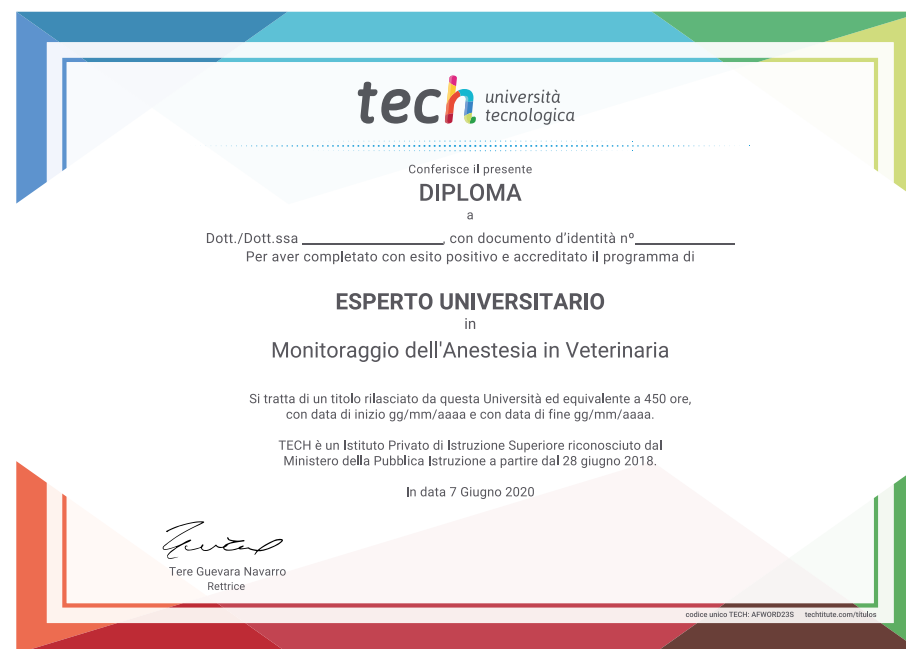 tech università
tecnologica
Conferisce il presente
DIPLOMA
a
Dott./Dott.ssa ____________________, con documento d'identità nº______________
Per aver completato con esito positivo e accreditato il programma di
ESPERTO UNIVERSITARIO
in
Monitoraggio dell'Anestesia in Veterinaria
Si tratta di un titolo rilasciato da questa Università ed equivalente a 450 ore,
con data di inizio gg/mm/aaaa e con data di fine gg/mm/aaaa.
TECH è un Istituto Privato di Istruzione Superiore riconosciuto dal
Ministero della Pubblica Istruzione a partire dal 28 giugno 2018.
In data 7 Giugno 2020
Tere Guevara Navarro
Rettrice
codice unico TECH: AFWORD23S techtitute.com/titulos